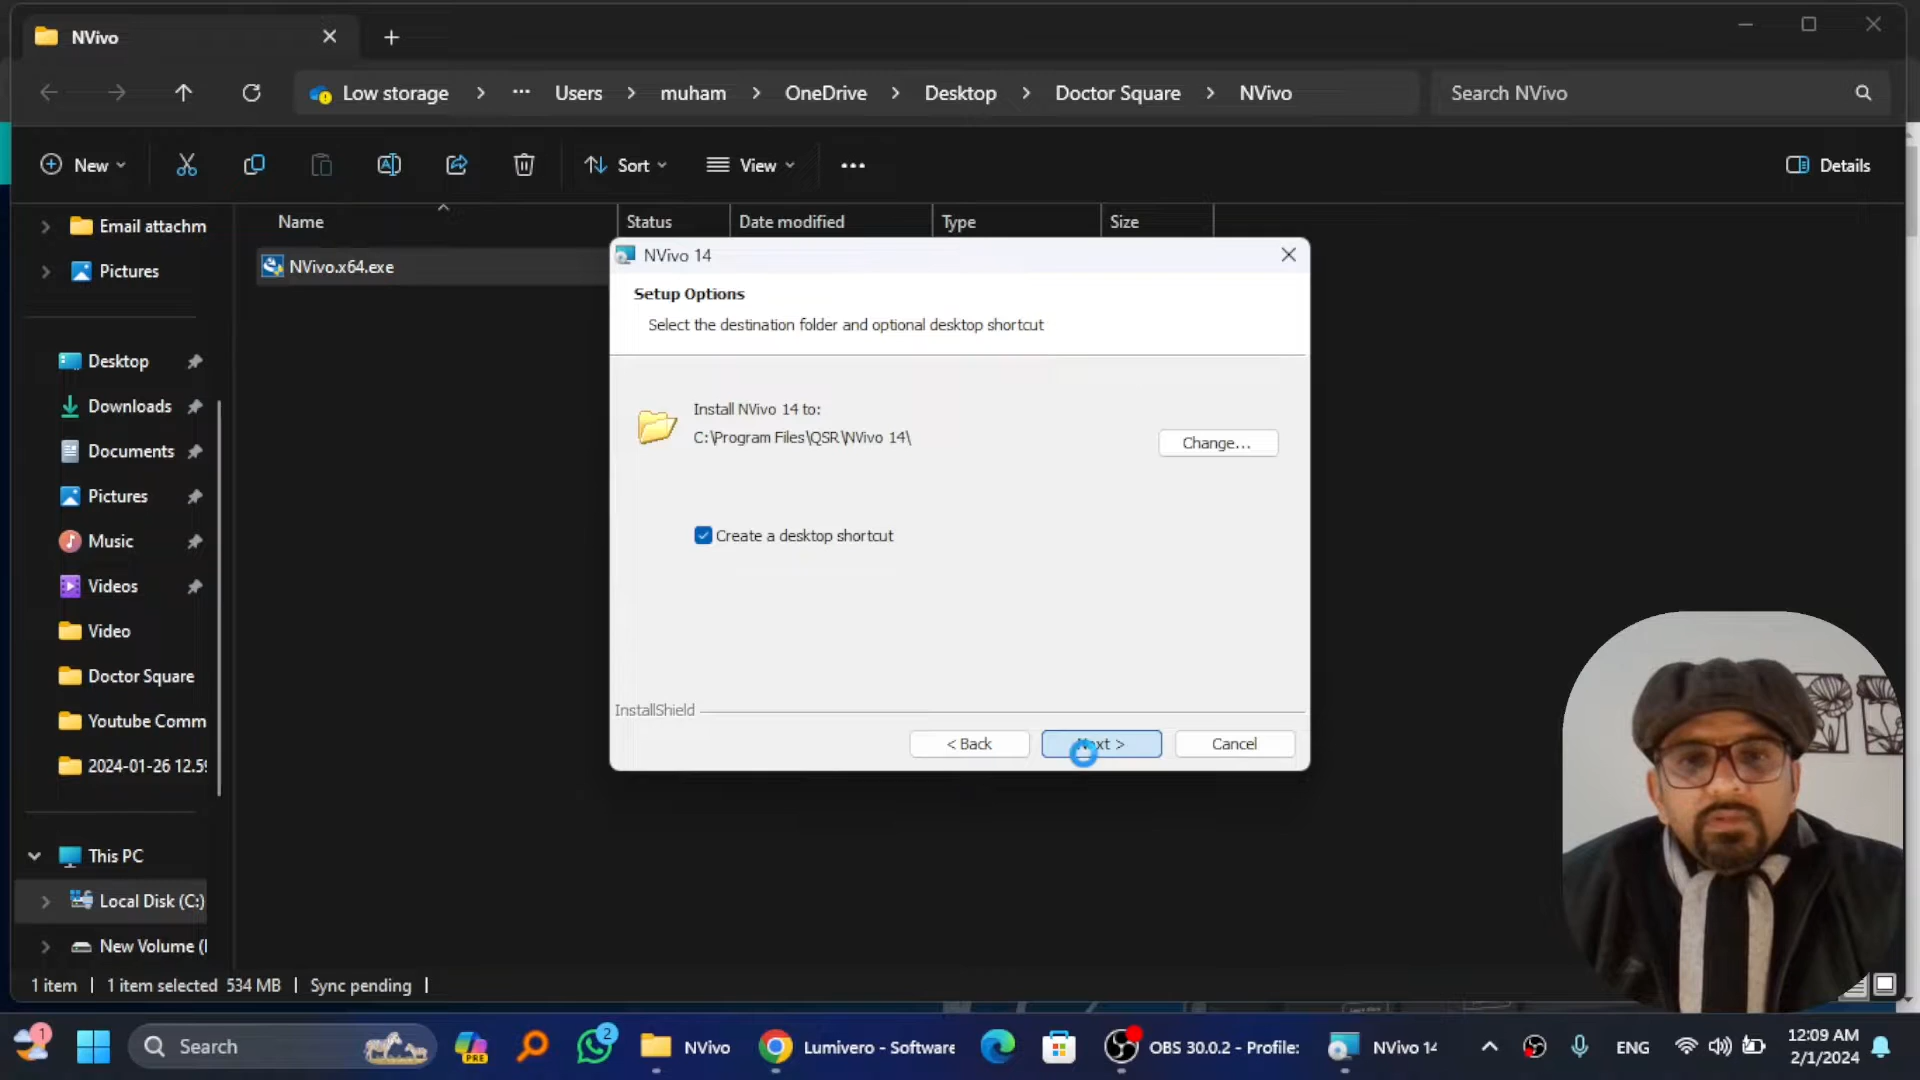 NVivo
Low storage > ... Users > muham > OneDrive > Desktop > Doctor Square > NVivo
Search NVivo
New
Sort
View
...
Details
Email attachm
Pictures
Desktop
Downloads
Documents
Pictures
Music
Videos
Video
Doctor Square
Youtube Comm
2024-01-26 12.59
This PC
Local Disk (C:)
New Volume (
Name
Status
Date modified
Type
Size
NVivo.x64.exe
NVivo 14
Setup Options
Select the destination folder and optional desktop shortcut
Install NVivo 14 to:
C:\Program Files\QSR\NVivo 14\
Change...
Create a desktop shortcut
InstallShield
< Back
Next >
Cancel
1 item | 1 item selected 534 MB | Sync pending |
1
Search
PRE
2
NVivo
Lumivero - Software
OBS 30.0.2 - Profile:
NVivo 14
ENG
12:09 AM
2/1/2024